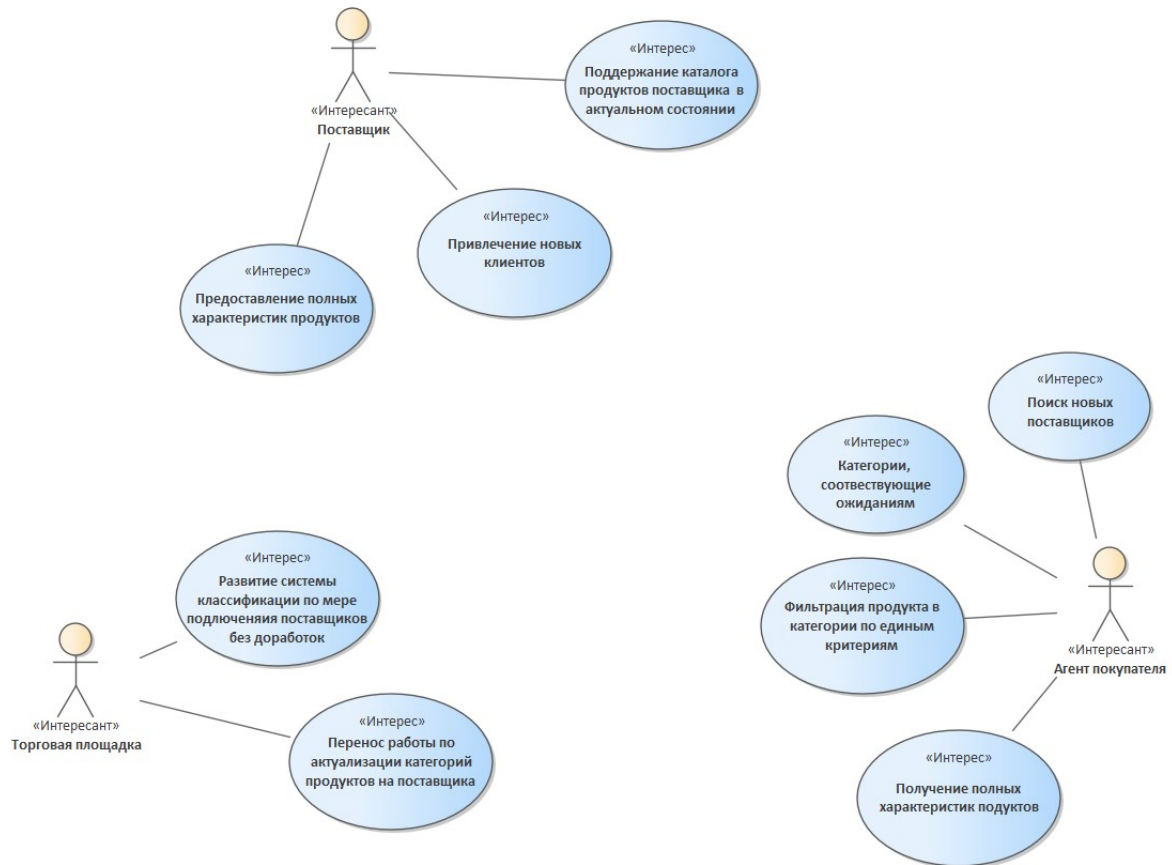 «Интерес»
Поддержание каталога
продуктов поставщика в
актуальном состоянии
«Интересант»
Поставщик
«Интерес»
Привлечение новых
клиентов
«Интерес»
Предоставление полных
характеристик продуктов
«Интерес»
Поиск новых
поставщиков
«Интерес»
Категории,
соотвествующие
ожиданиям
«Интерес»
Фильтрация продукта в
категории по единым
критериям
«Интересант»
Агент покупателя
«Интерес»
Получение полных
характеристик подуктов
«Интерес»
Развитие системы
классификации по мере
подлюченяия поставщиков
без доработок
«Интересант»
Торговая площадка
«Интерес»
Перенос работы по
актуализации категорий
продуктов на поставщика